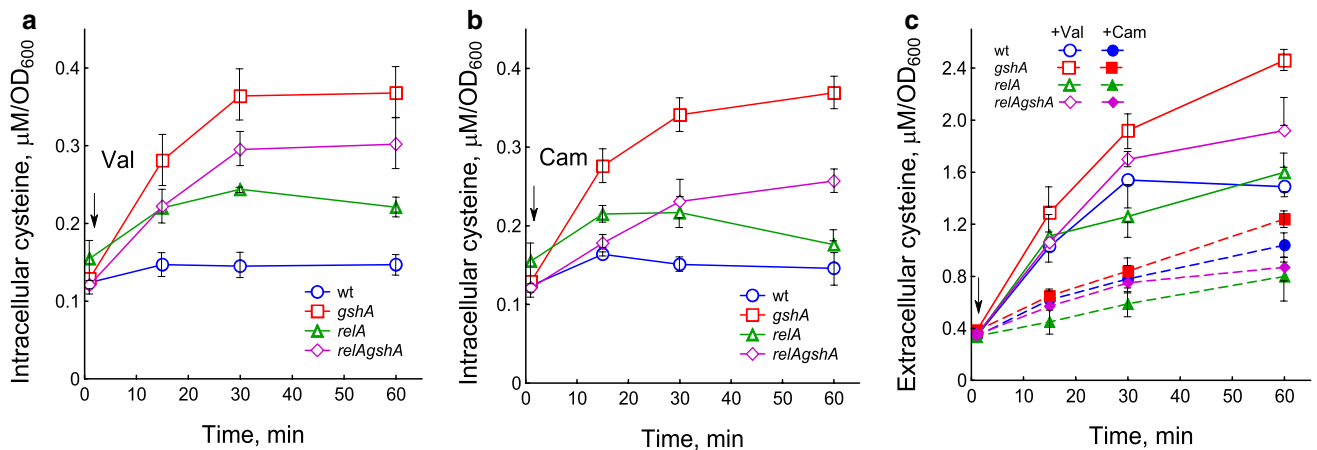 a
Intracellular cysteine, μM/OD600
0.4
0.3
0.2
0.1
0
Val
wt
gshA
relA
relAgshA
0 10 20 30 40 50 60
Time, min
b
Intracellular cysteine, μM/OD600
0.4
0.3
0.2
0.1
0
Cam
wt
gshA
relA
relAgshA
0 10 20 30 40 50 60
Time, min
c
Extracellular cysteine, μM/OD600
2.4
2.0
1.6
1.2
0.8
0.4
0
+Val +Cam
wt
gshA
relA
relAgshA
0 10 20 30 40 50 60
Time, min